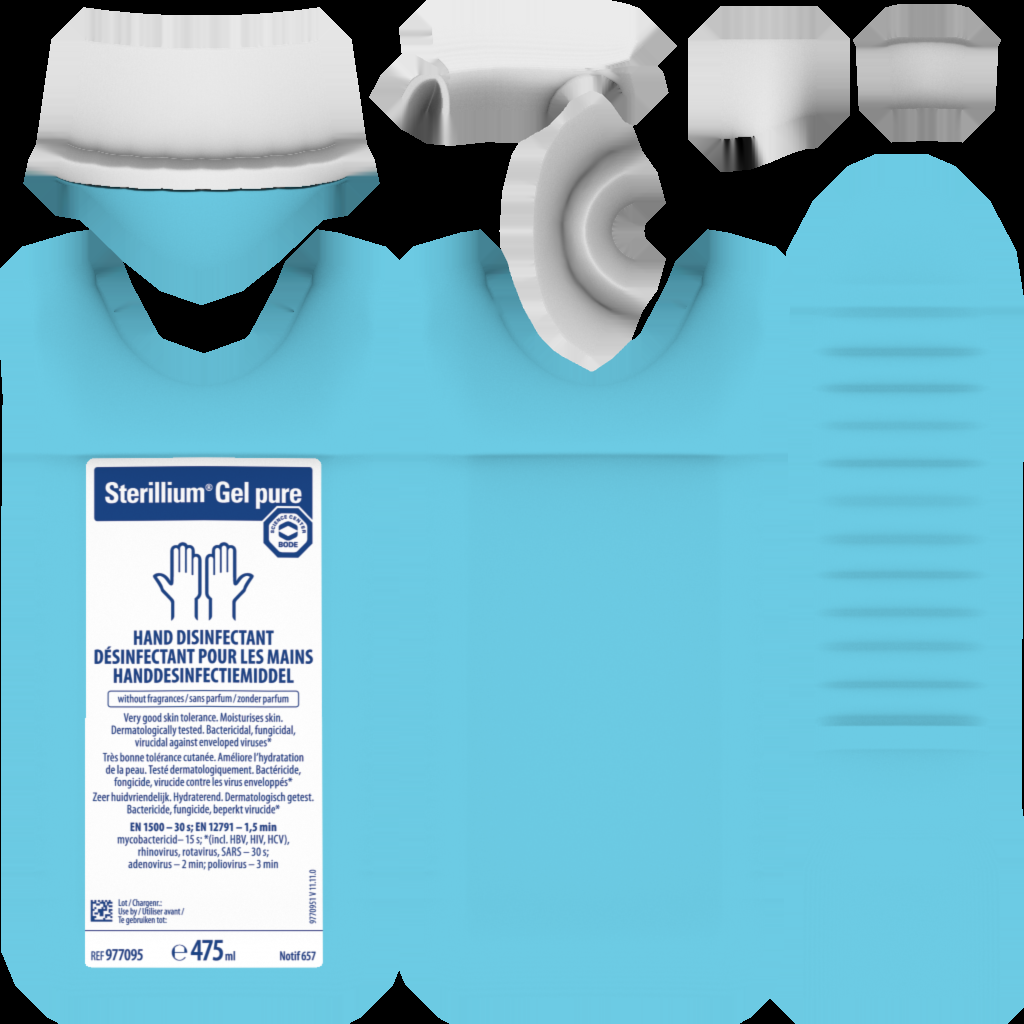 Sterillium® Gel pure
SCIENCE CENTER
BODE
HAND DISINFECTANT
DÉSINFECTANT POUR LES MAINS
HANDDESINFECTIEMIDDEL
without fragrances / sans parfum / zonder parfum
Very good skin tolerance. Moisturises skin.
Dermatologically tested. Bactericidal, fungicidal,
virucidal against enveloped viruses*
Très bonne tolérance cutanée. Améliore l'hydratation
de la peau. Testé dermatologiquement. Bactéricide,
fongicide, virucide contre les virus enveloppés*
Zeer huidvriendelijk. Hydraterend. Dermatologisch getest.
Bactericide, fungicide, beperkt virucide*
EN 1500 – 30 s; EN 12791 – 1,5 min
mycobactericid– 15 s; *(incl. HBV, HIV, HCV),
rhinovirus, rotavirus, SARS – 30 s;
adenovirus – 2 min; poliovirus – 3 min
9770951 V 11.11.0
Lot / Chargenr.:
Use by / Utiliser avant /
Te gebruiken tot:
REF 977095
℮ 475 ml
Notif 657